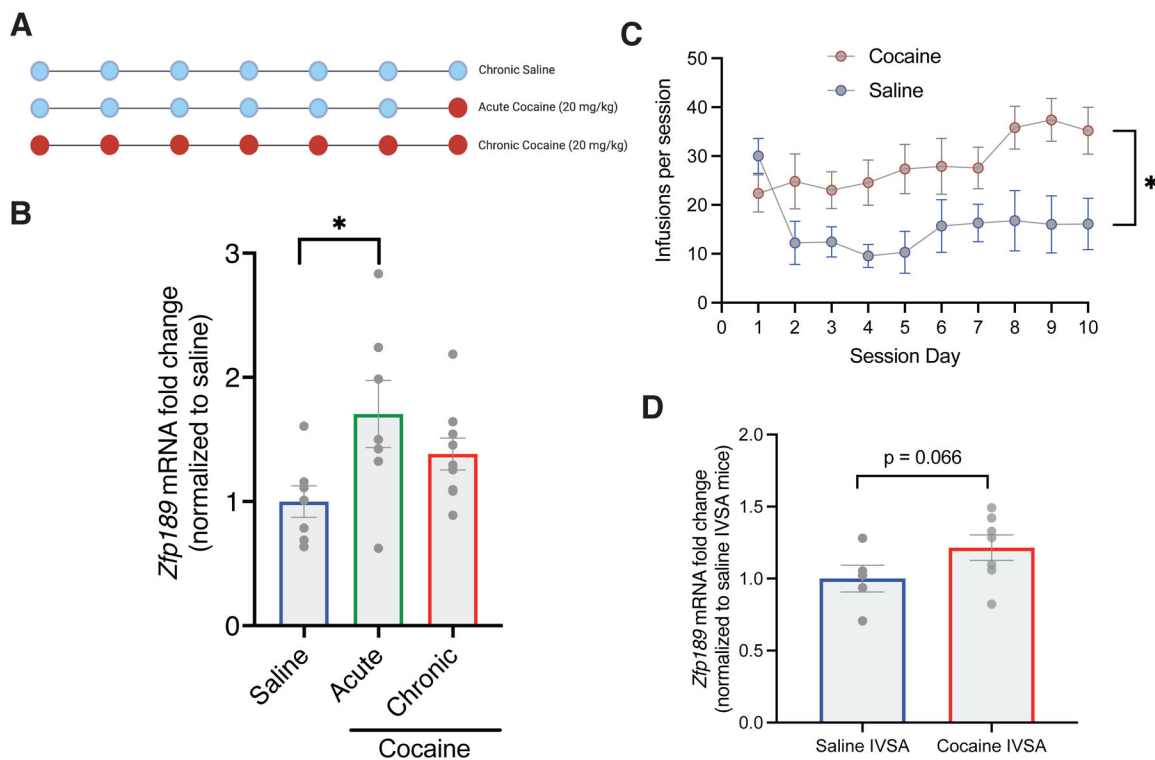 A
Chronic Saline
Acute Cocaine (20 mg/kg)
Chronic Cocaine (20 mg/kg)
B
Zfp189 mRNA fold change
(normalized to saline)
3
2
1
0
*
Saline
Acute
Chronic
Cocaine
C
Cocaine
Saline
Infusions per session
50
40
30
20
10
0
*
0 1 2 3 4 5 6 7 8 9 10
Session Day
D
Zfp189 mRNA fold change
(normalized to saline IVSA mice)
2.0
1.5
1.0
0.5
0.0
p = 0.066
Saline IVSA
Cocaine IVSA